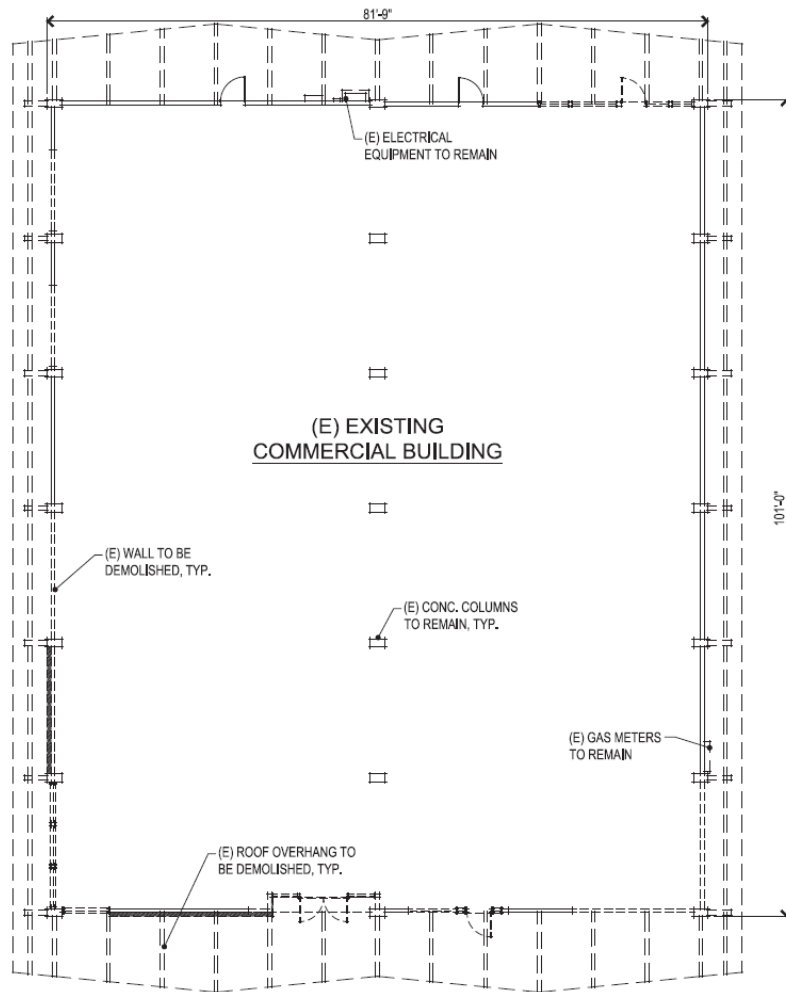 81'-9"
(E) ELECTRICAL
EQUIPMENT TO REMAIN
(E) EXISTING
COMMERCIAL BUILDING
101'-0"
(E) WALL TO BE
DEMOLISHED, TYP.
(E) CONC. COLUMNS
TO REMAIN, TYP.
(E) GAS METERS
TO REMAIN
(E) ROOF OVERHANG TO
BE DEMOLISHED, TYP.